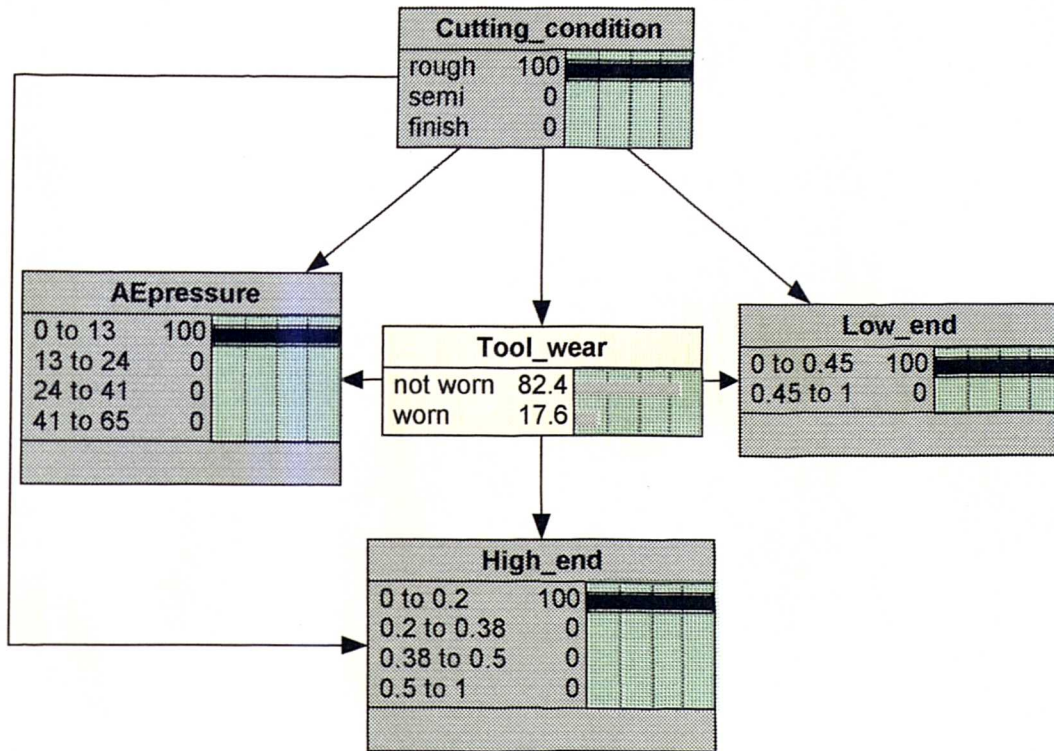 Cutting_condition
rough 100
semi 0
finish 0
AEpressure
0 to 13 100
13 to 24 0
24 to 41 0
41 to 65 0
Tool_wear
not worn 82.4
worn 17.6
Low_end
0 to 0.45 100
0.45 to 1 0
High_end
0 to 0.2 100
0.2 to 0.38 0
0.38 to 0.5 0
0.5 to 1 0